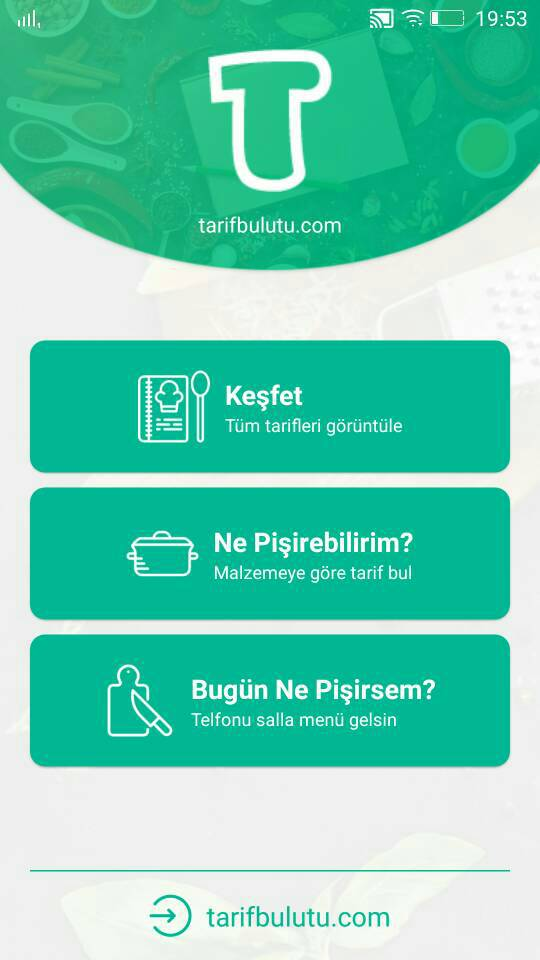 19:53
T
tarifbulutu.com
Keşfet
Tüm tarifleri görüntüle
Ne Pişirebilirim?
Malzemeye göre tarif bul
Bugün Ne Pişirsem?
Telfonu salla menü gelsin
tarifbulutu.com